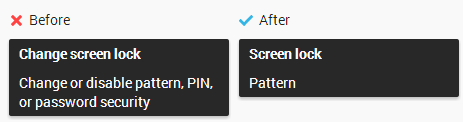 Before
Change screen lock
Change or disable pattern, PIN,
or password security
After
Screen lock
Pattern